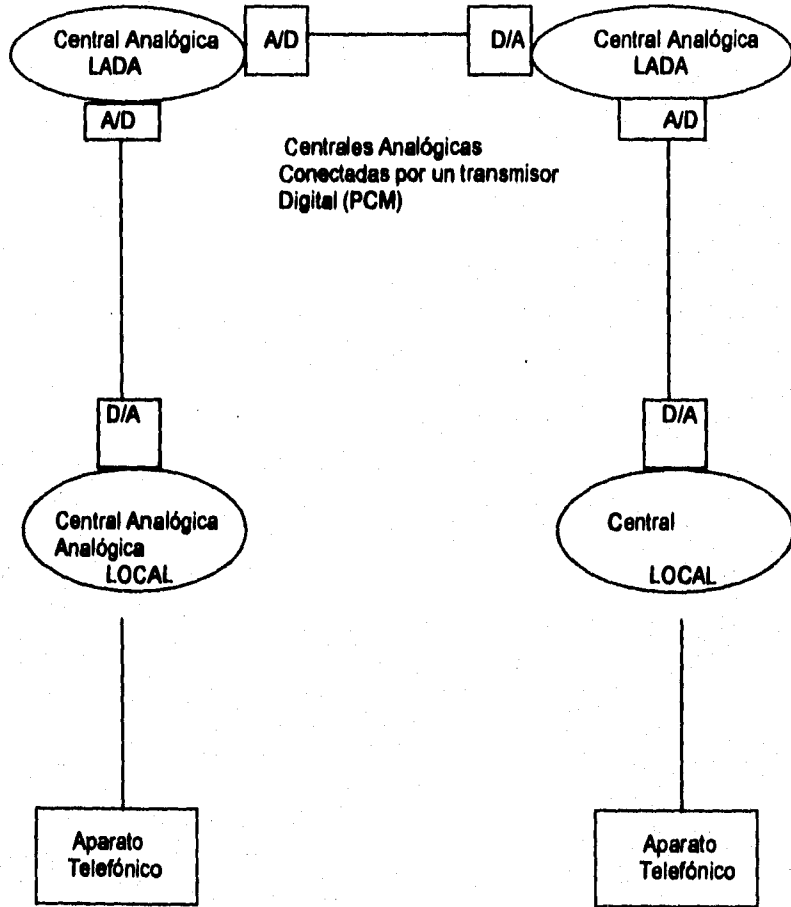 Central Analógica
LADA
A/D
D/A
Central Analógica
LADA
A/D
A/D
Centrales Analógicas
Conectadas por un transmisor
Digital (PCM)
D/A
D/A
Central Analógica
Analógica
LOCAL
Central
LOCAL
Aparato
Telefónico
Aparato
Telefónico